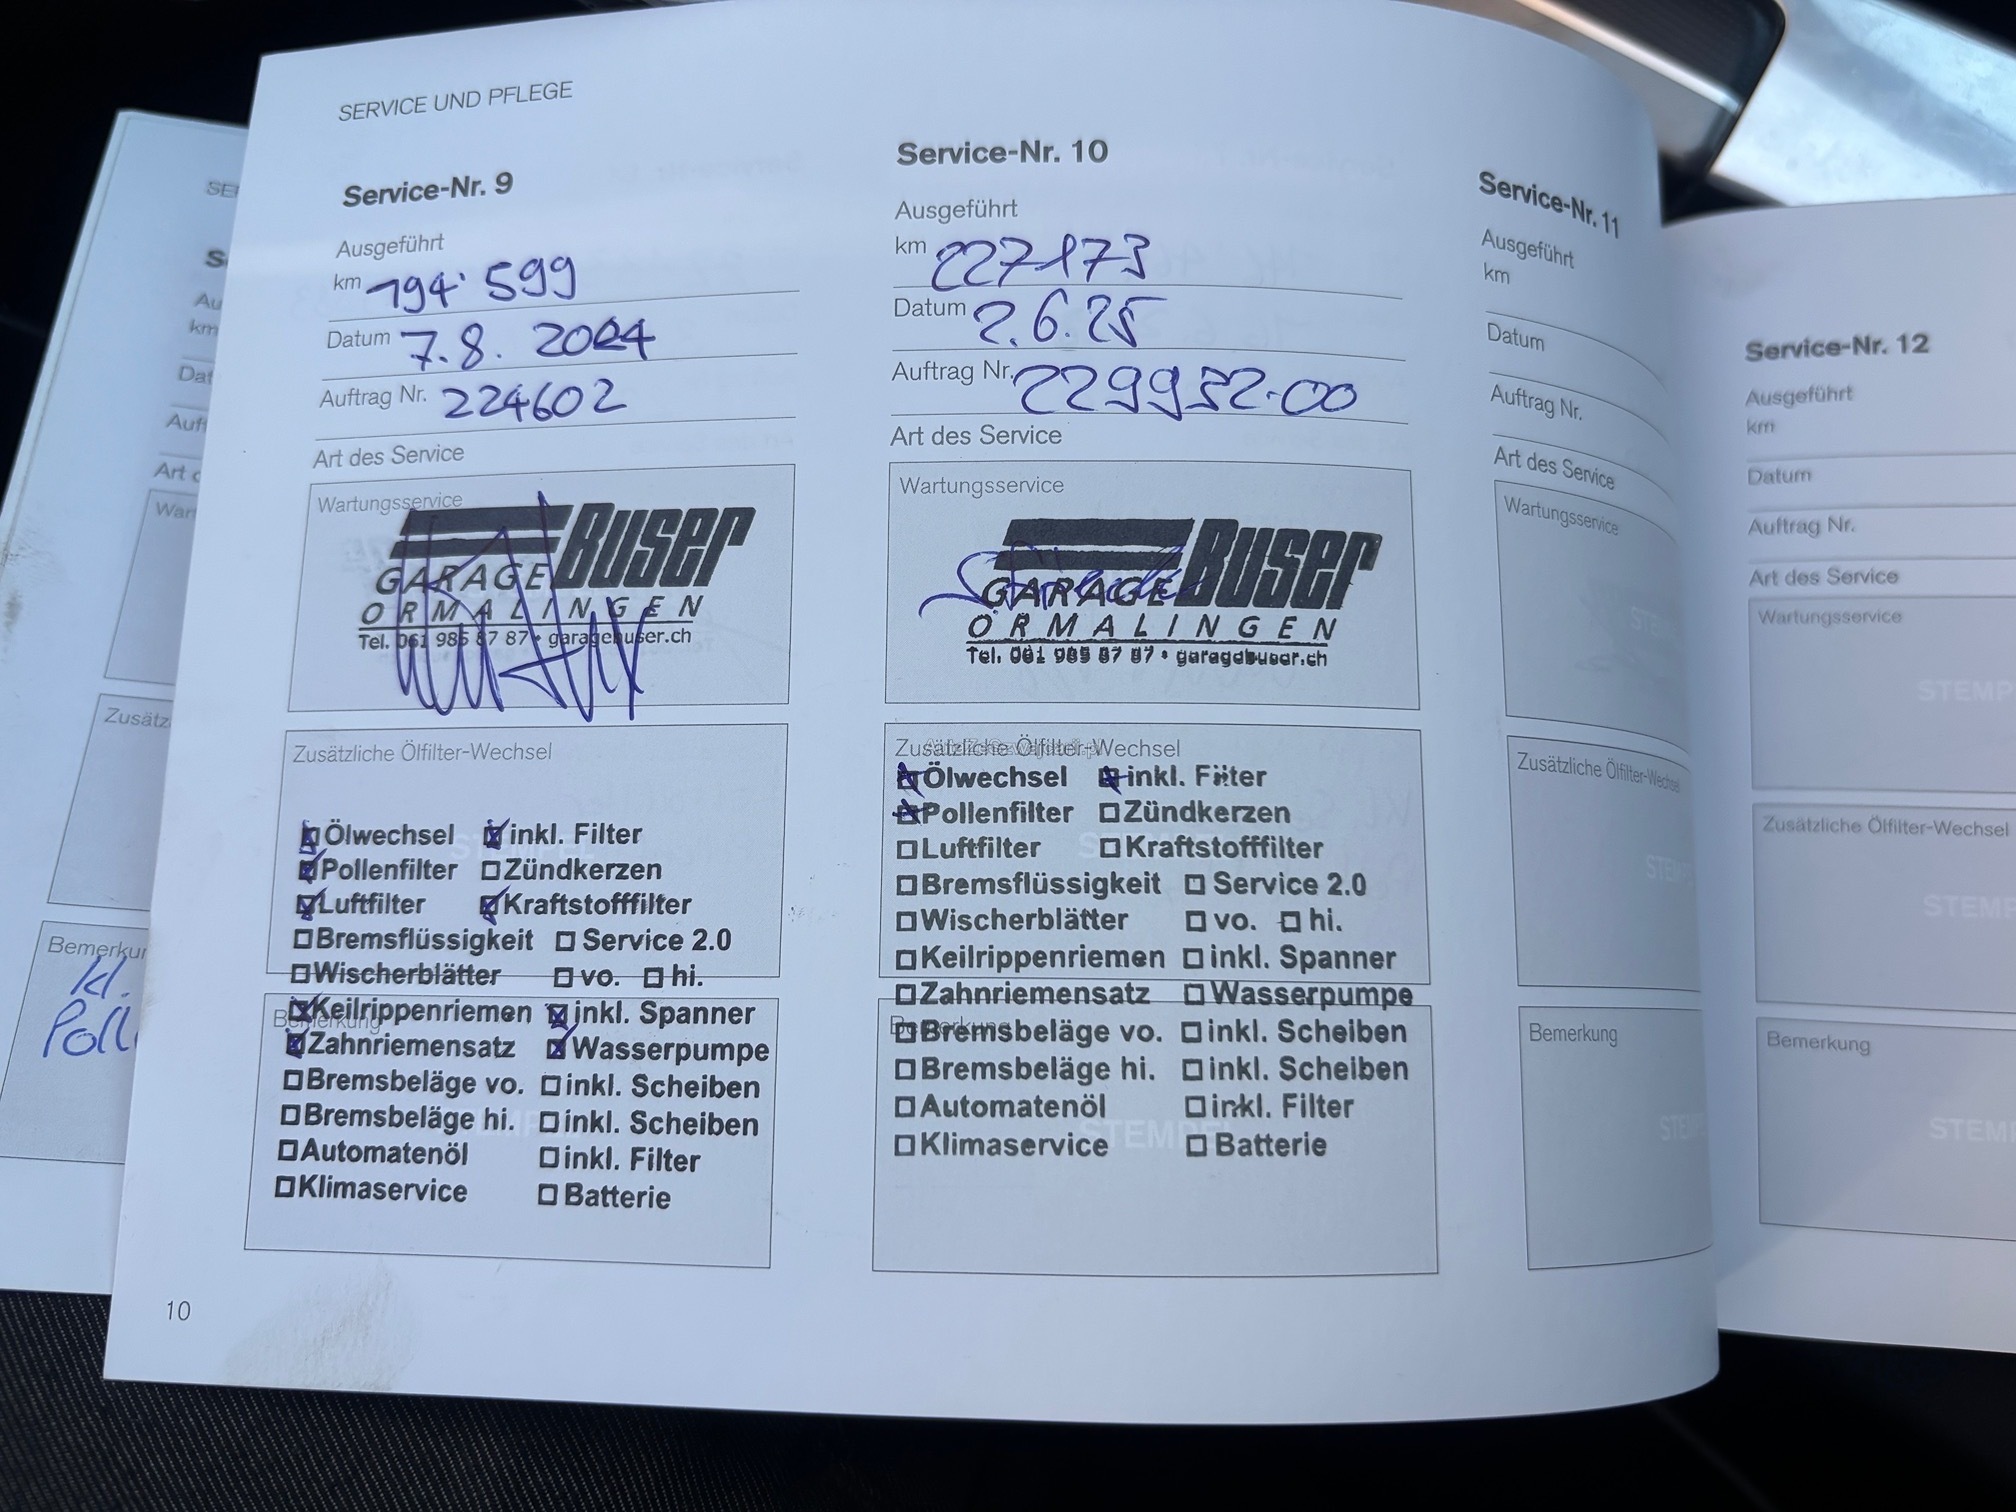 SERVICE UND PFLEGE
Service-Nr. 9
Ausgeführt
km 194'599
Datum 7.8. 2024
Auftrag Nr. 224602
Art des Service
Wartungsservice
BUSER
GARAGE
ORMALINGEN
Tel. 061 985 87 87 • garagebuser.ch
Zusätzliche Ölfilter-Wechsel
Ölwechsel inkl. Filter
Pollenfilter Zündkerzen
Luftfilter Kraftstofffilter
Bremsflüssigkeit Service 2.0
Wischerblätter vo. hi.
Bemerkung
Keilrippenriemen inkl. Spanner
Zahnriemensatz Wasserpumpe
Bremsbeläge vo. inkl. Scheiben
Bremsbeläge hi. inkl. Scheiben
STEMPEL
Automatenöl inkl. Filter
Klimaservice Batterie
10
Service-Nr. 10
Ausgeführt
km 227173
Datum 2.6.25
Auftrag Nr. 229932-00
Art des Service
Wartungsservice
BUSER
GARAGE
ORMALINGEN
Tel. 061 985 87 87 • garagebuser.ch
Zusätzliche Ölfilter-Wechsel
Ölwechsel inkl. Filter
Pollenfilter Zündkerzen
Luftfilter Kraftstofffilter
Bremsflüssigkeit Service 2.0
Wischerblätter vo. hi.
Keilrippenriemen inkl. Spanner
Zahnriemensatz Wasserpumpe
Bemerkung
Bremsbeläge vo. inkl. Scheiben
Bremsbeläge hi. inkl. Scheiben
Automatenöl inkl. Filter
STEMPEL
Klimaservice Batterie
Service-Nr. 11
Ausgeführt
km
Datum
Auftrag Nr.
Art des Service
Wartungsservice
Zusätzliche Ölfilter-Wechsel
Bemerkung
Service-Nr. 12
Ausgeführt
km
Datum
Auftrag Nr.
Art des Service
Wartungsservice
Zusätzliche Ölfilter-Wechsel
Bemerkung
km
kl.